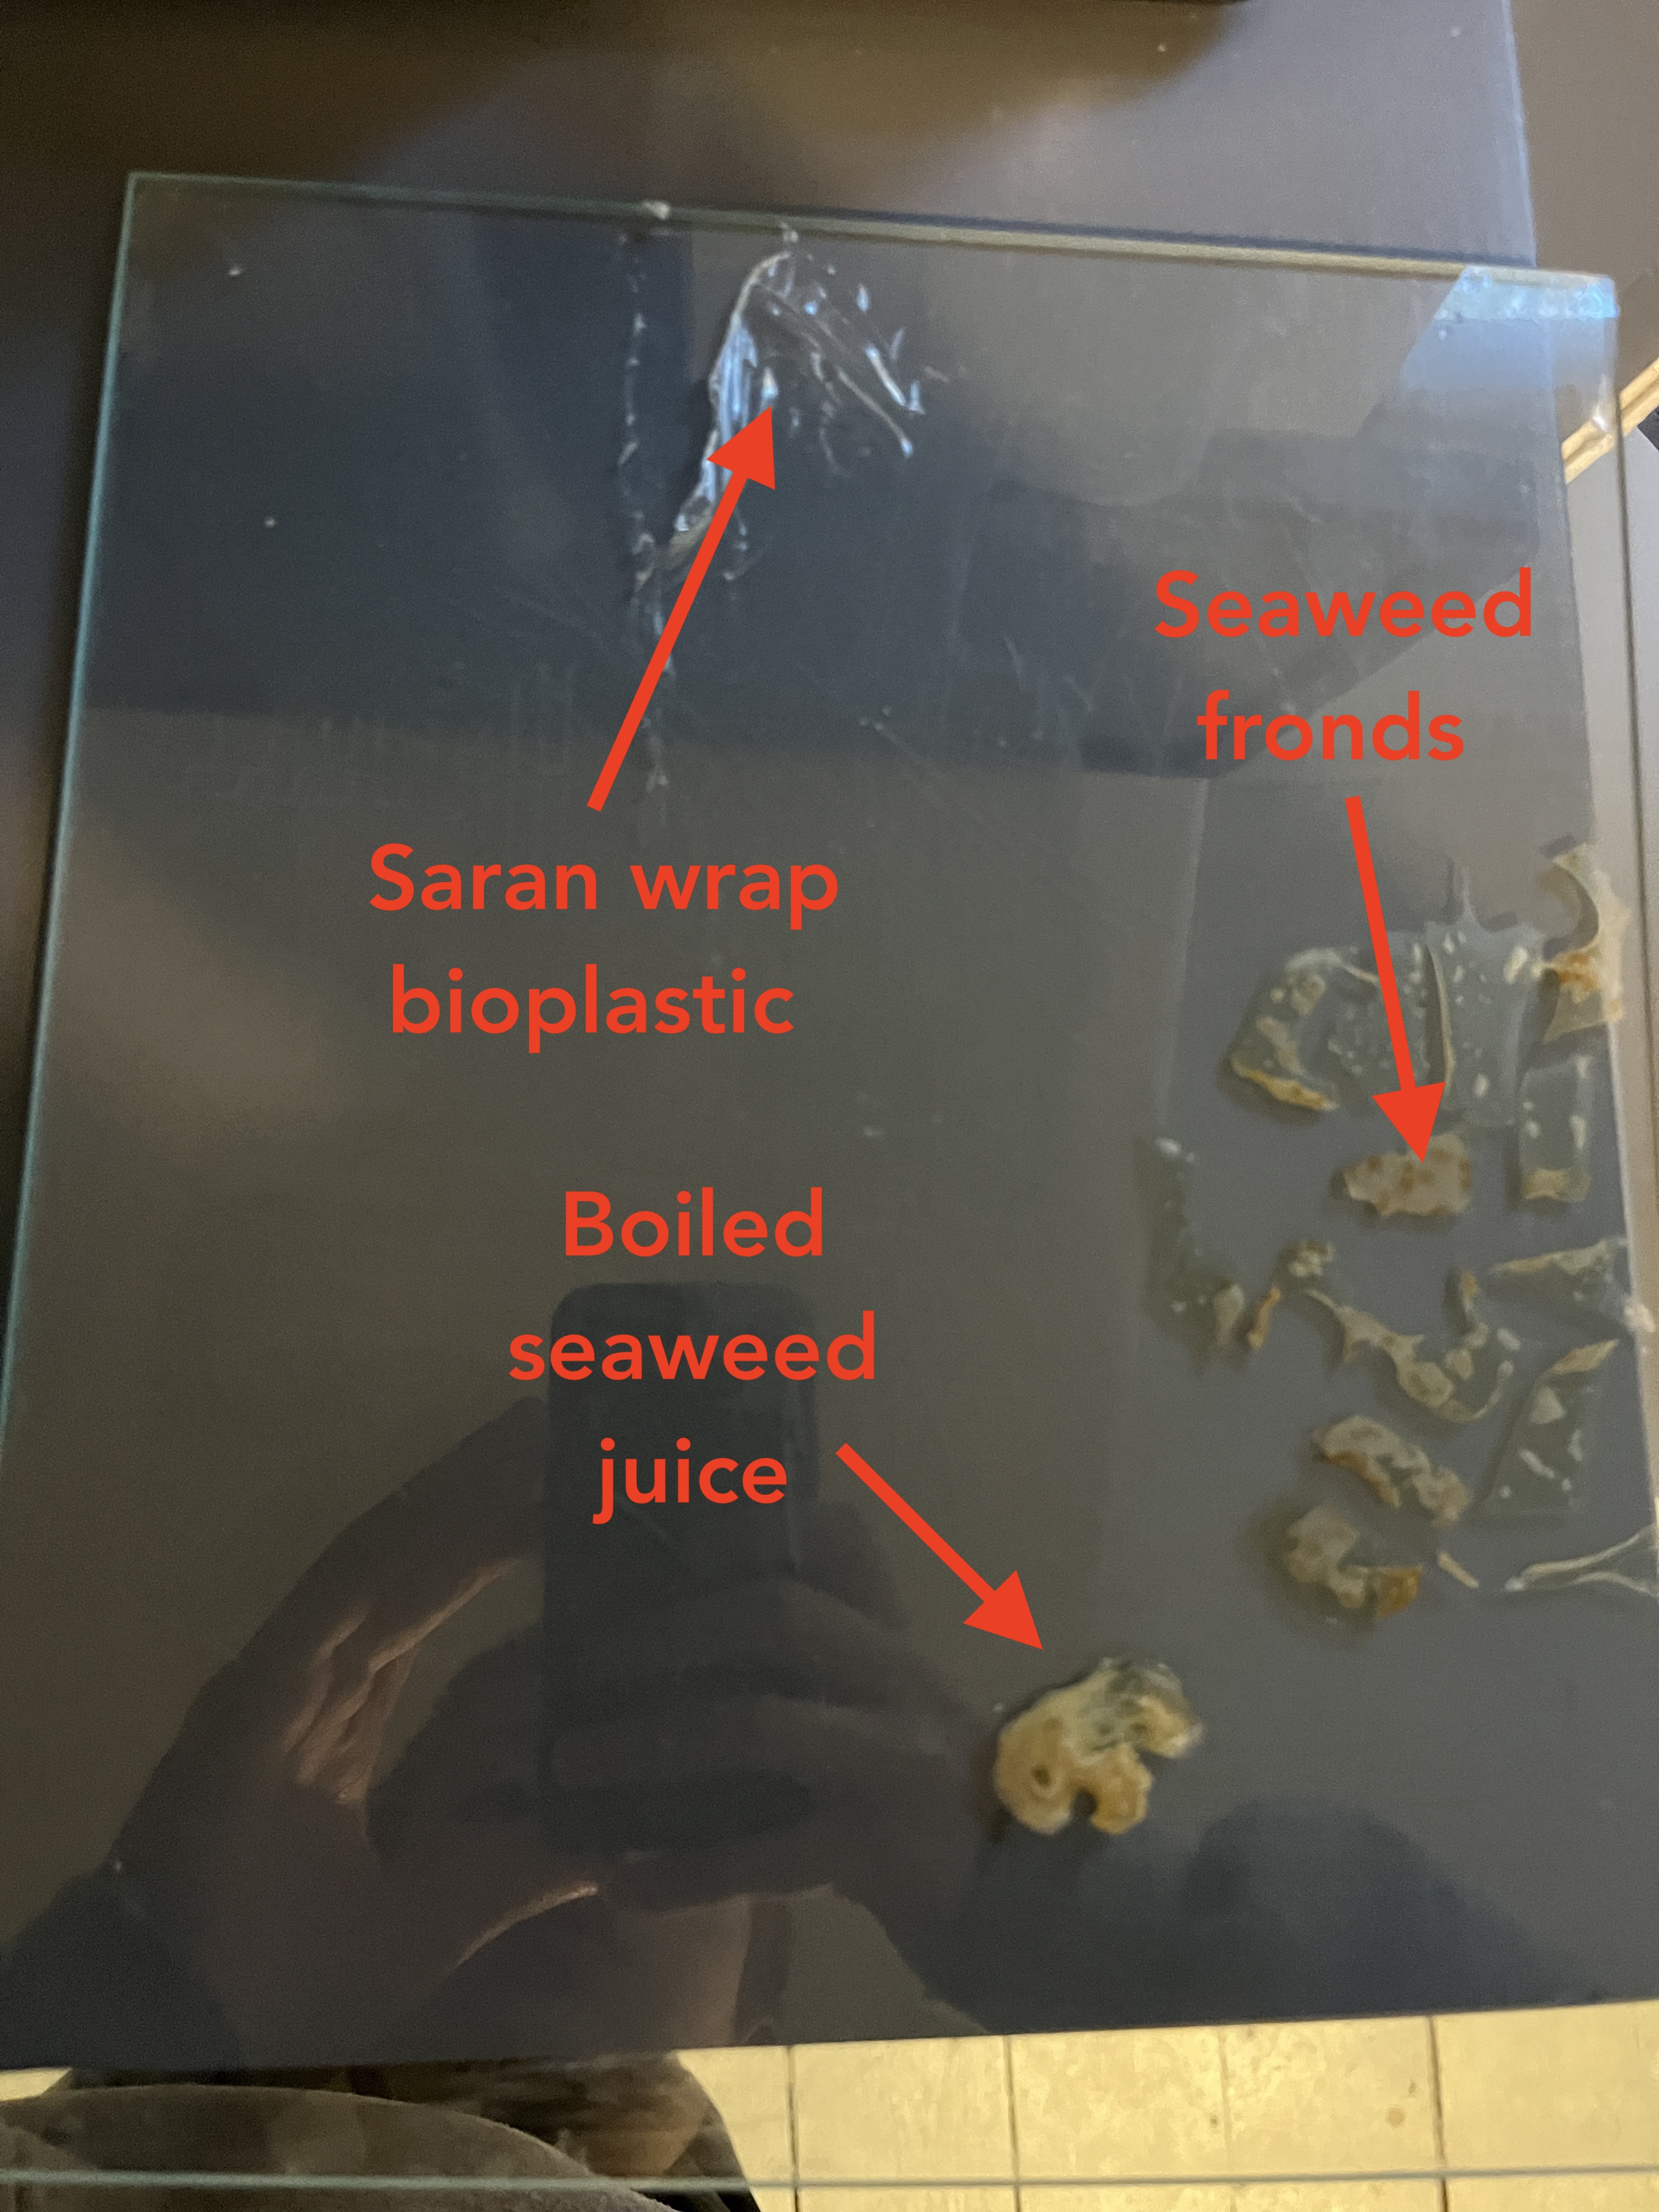 Seaweed
fronds
Saran wrap
bioplastic
Boiled
seaweed
juice